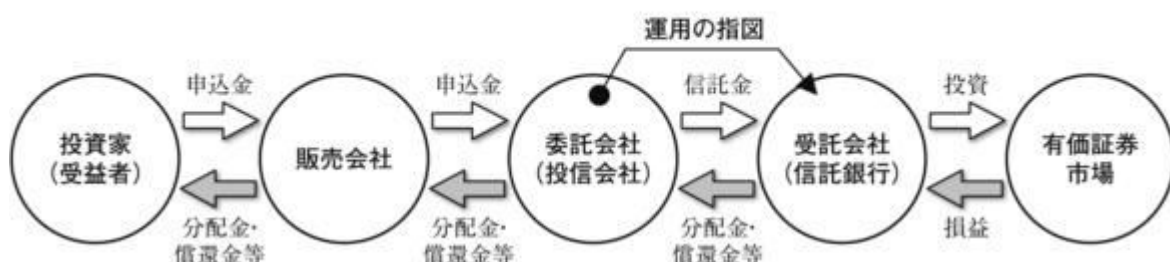 運用の指図
申込金
申込金
信託金
投資
投資家
(受益者)
販売会社
委託会社
(投信会社)
受託会社
(信託銀行)
有価証券
市場
分配金・
償還金等
分配金・
償還金等
分配金・
償還金等
損益